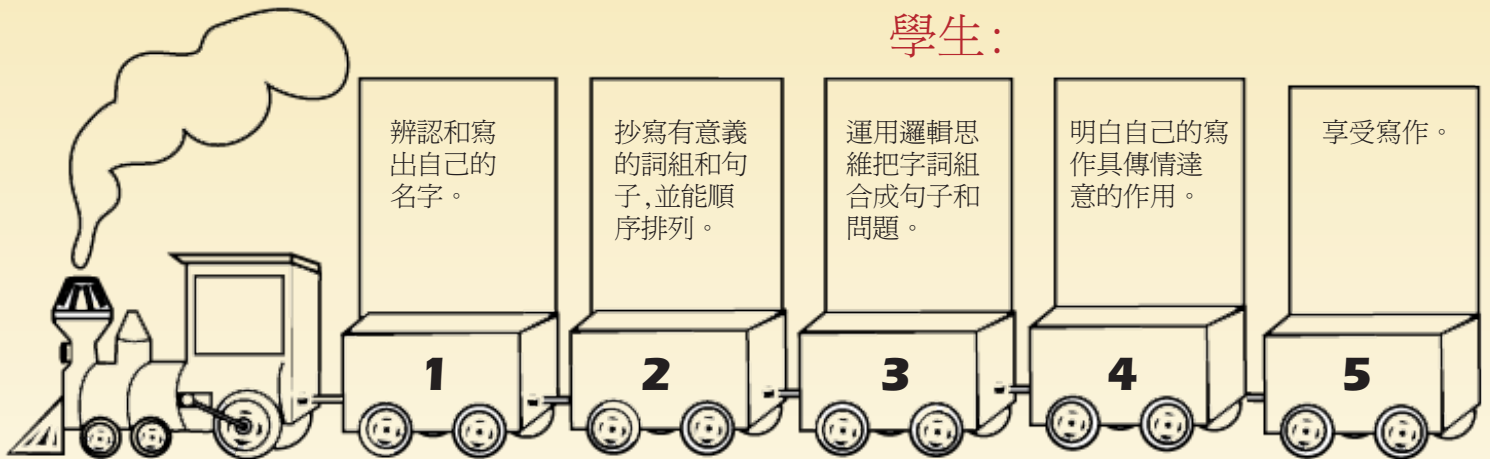 學生：
辨認和寫
出自己的
名字。
抄寫有意義
的詞組和句
子,並能順
序排列。
運用邏輯思
維把字詞組
合成句子和
問題。
明白自己的寫
作具傳情達
意的作用。
享受寫作。
1
2
3
4
5